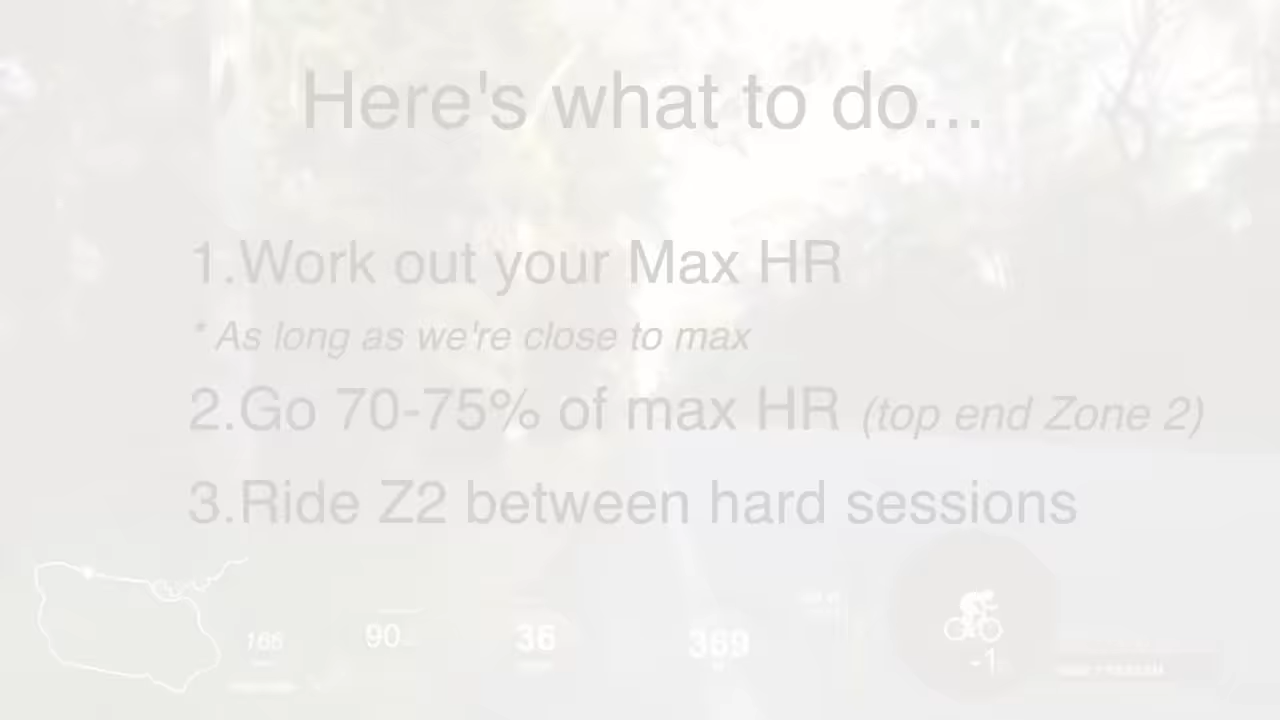 Here's what to do...
1.Work out your Max HR
* As long as we're close to max
2.Go 70-75% of max HR (top end Zone 2)
3.Ride Z2 between hard sessions
166
90
36
369
-1